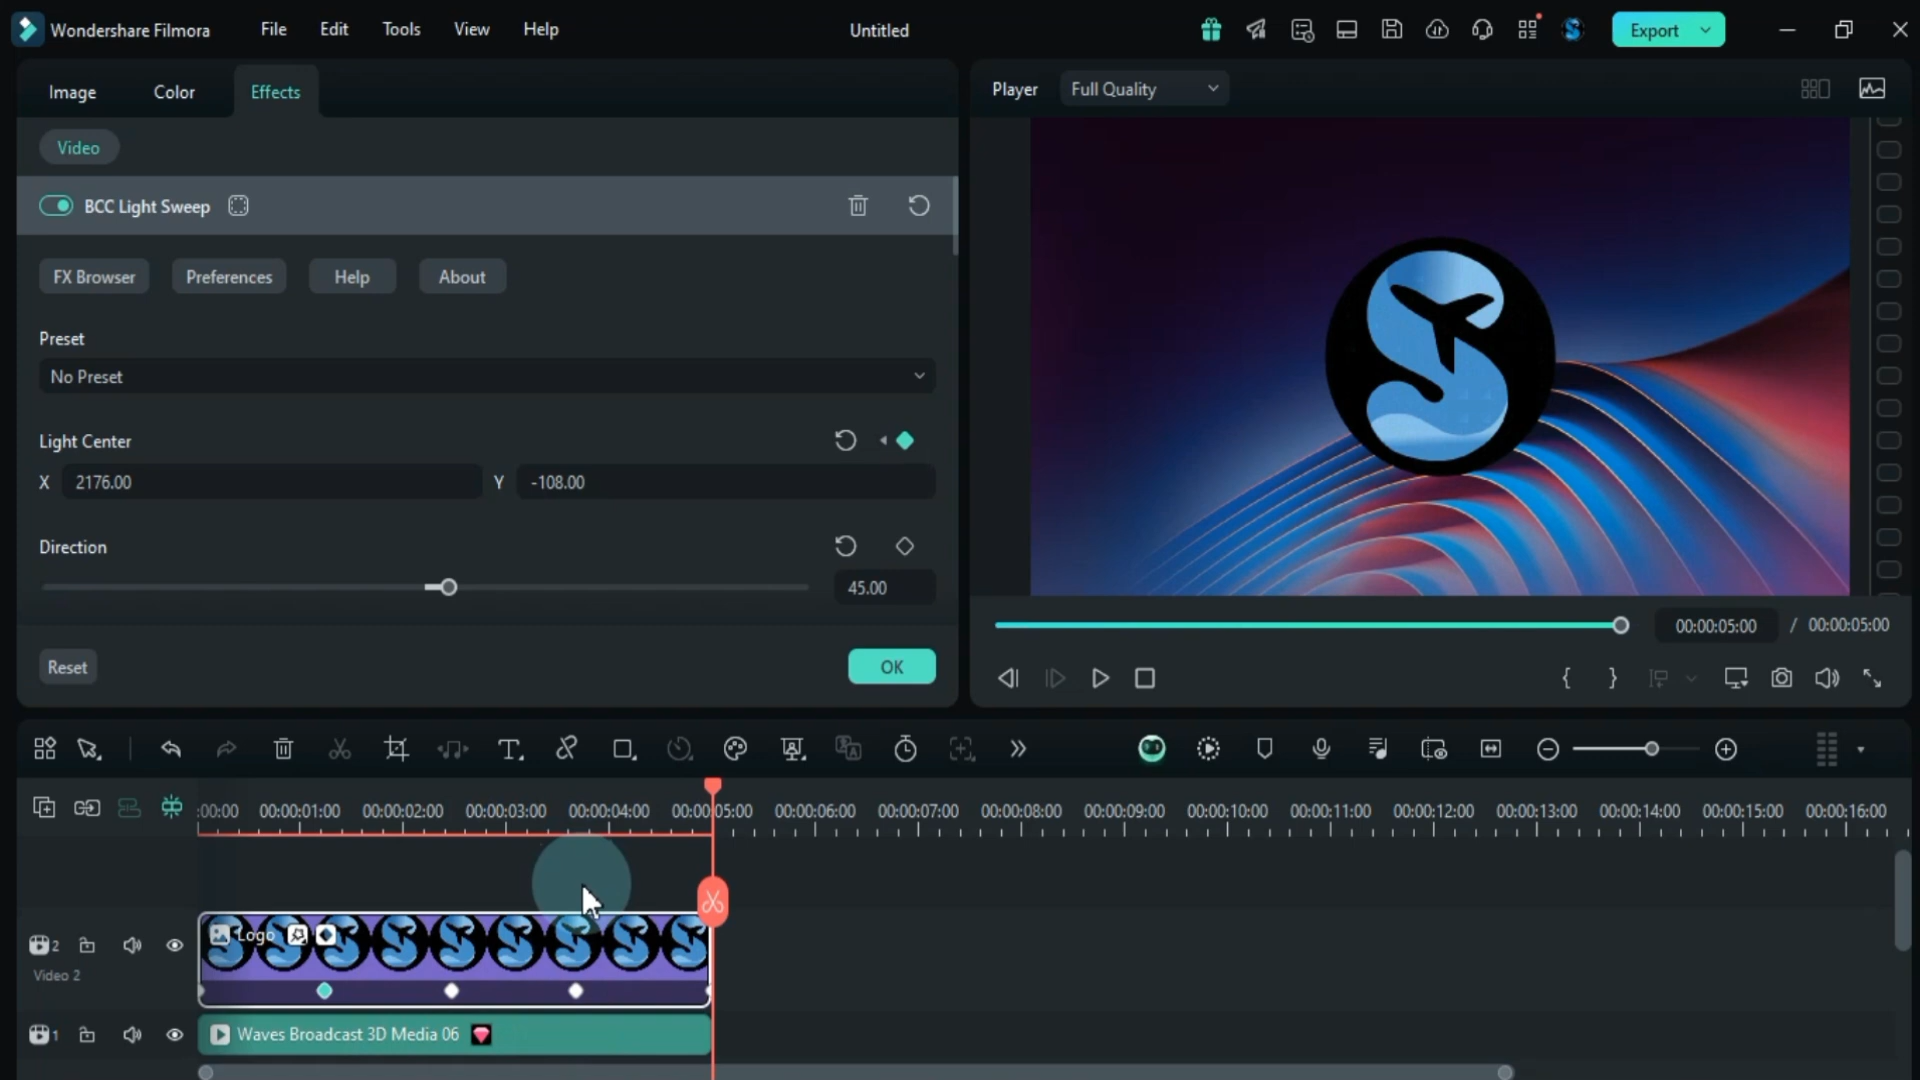 Wondershare Filmora File Edit Tools View Help Untitled Export
Image Color Effects
Player Full Quality
Video
BCC Light Sweep
FX Browser Preferences Help About
Preset
No Preset
Light Center
X 2176.00 Y -108.00
Direction
45.00
00:00:05:00 / 00:00:05:00
Reset OK
:00:00 00:00:01:00 00:00:02:00 00:00:03:00 00:00:04:00 00:00:05:00 00:00:06:00 00:00:07:00 00:00:08:00 00:00:09:00 00:00:10:00 00:00:11:00 00:00:12:00 00:00:13:00 00:00:14:00 00:00:15:00 00:00:16:00
Logo
2
Video 2
1
Waves Broadcast 3D Media 06